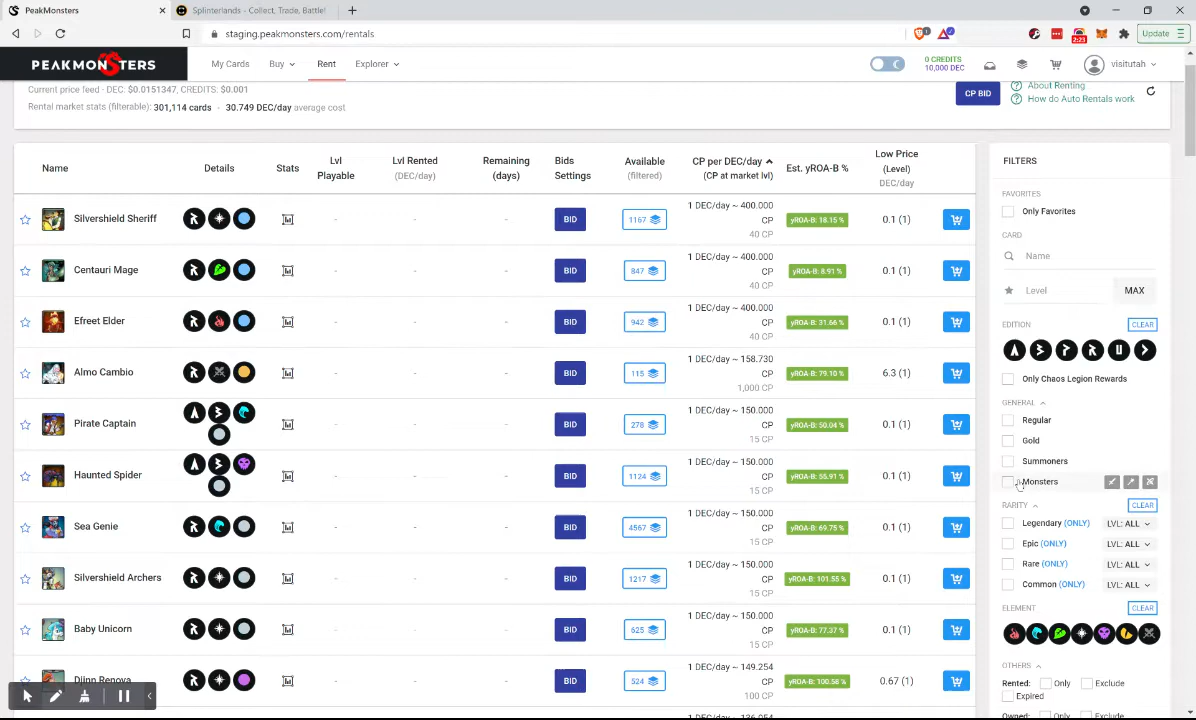 PeakMonsters
Splinterlands - Collect, Trade, Battle!
staging.peakmonsters.com/rentals
1
2
2:23
Update
PEAKMONSTERS
My Cards
Buy
Rent
Explorer
0 CREDITS
10,000 DEC
visitutah
Current price feed - DEC: $0.0151347, CREDITS: $0.001
Rental market stats (filterable): 301,114 cards · 30.749 DEC/day average cost
CP BID
About Renting
How do Auto Rentals work
Name
Details
Stats
Lvl Playable
Lvl Rented (DEC/day)
Remaining (days)
Bids Settings
Available (filtered)
CP per DEC/day (CP at market lvl)
Est. yROA-B %
Low Price (Level) DEC/day
Silvershield Sheriff - - - BID 1167 1 DEC/day ~ 400.000 CP 40 CP yROA-B: 18.15 % 0.1 (1)
Centauri Mage - - - BID 847 1 DEC/day ~ 400.000 CP 40 CP yROA-B: 8.91 % 0.1 (1)
Efreet Elder - - - BID 942 1 DEC/day ~ 400.000 CP 40 CP yROA-B: 31.66 % 0.1 (1)
Almo Cambio - - - BID 115 1 DEC/day ~ 158.730 CP 1,000 CP yROA-B: 79.10 % 6.3 (1)
Pirate Captain - - - BID 278 1 DEC/day ~ 150.000 CP 15 CP yROA-B: 50.04 % 0.1 (1)
Haunted Spider - - - BID 1124 1 DEC/day ~ 150.000 CP 15 CP yROA-B: 55.91 % 0.1 (1)
Sea Genie - - - BID 4567 1 DEC/day ~ 150.000 CP 15 CP yROA-B: 69.75 % 0.1 (1)
Silvershield Archers - - - BID 1217 1 DEC/day ~ 150.000 CP 15 CP yROA-B: 101.55 % 0.1 (1)
Baby Unicorn - - - BID 625 1 DEC/day ~ 150.000 CP 15 CP yROA-B: 77.37 % 0.1 (1)
Djinn Renova - - - BID 524 1 DEC/day ~ 149.254 CP 100 CP yROA-B: 100.58 % 0.67 (1)
1 DEC/day ~ 136.054
FILTERS
FAVORITES
Only Favorites
CARD
Name
Level
MAX
EDITION
CLEAR
Only Chaos Legion Rewards
GENERAL
Regular
Gold
Summoners
Monsters
RARITY
CLEAR
Legendary (ONLY) LVL: ALL
Epic (ONLY) LVL: ALL
Rare (ONLY) LVL: ALL
Common (ONLY) LVL: ALL
ELEMENT
CLEAR
OTHERS
Rented: Only Exclude
Expired
Owned: Only Exclude